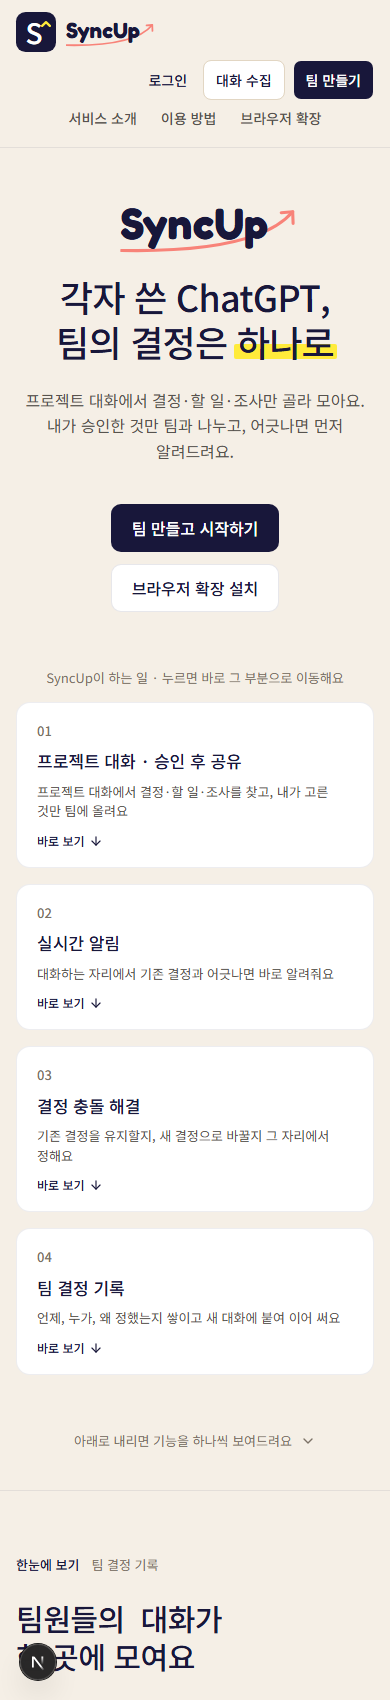 S SyncUp
로그인 대화 수집 팀 만들기
서비스 소개 이용 방법 브라우저 확장
SyncUp
각자 쓴 ChatGPT,
팀의 결정은 하나로
프로젝트 대화에서 결정·할 일·조사만 골라 모아요.
내가 승인한 것만 팀과 나누고, 어긋나면 먼저
알려드려요.
팀 만들고 시작하기
브라우저 확장 설치
SyncUp이 하는 일 · 누르면 바로 그 부분으로 이동해요
01
프로젝트 대화 · 승인 후 공유
프로젝트 대화에서 결정·할 일·조사를 찾고, 내가 고른
것만 팀에 올려요
바로 보기 ↓
02
실시간 알림
대화하는 자리에서 기존 결정과 어긋나면 바로 알려줘요
바로 보기 ↓
03
결정 충돌 해결
기존 결정을 유지할지, 새 결정으로 바꿀지 그 자리에서
정해요
바로 보기 ↓
04
팀 결정 기록
언제, 누가, 왜 정했는지 쌓이고 새 대화에 붙여 이어 써요
바로 보기 ↓
아래로 내리면 기능을 하나씩 보여드려요
한눈에 보기 팀 결정 기록
팀원들의 대화가
곳에 모여요
N